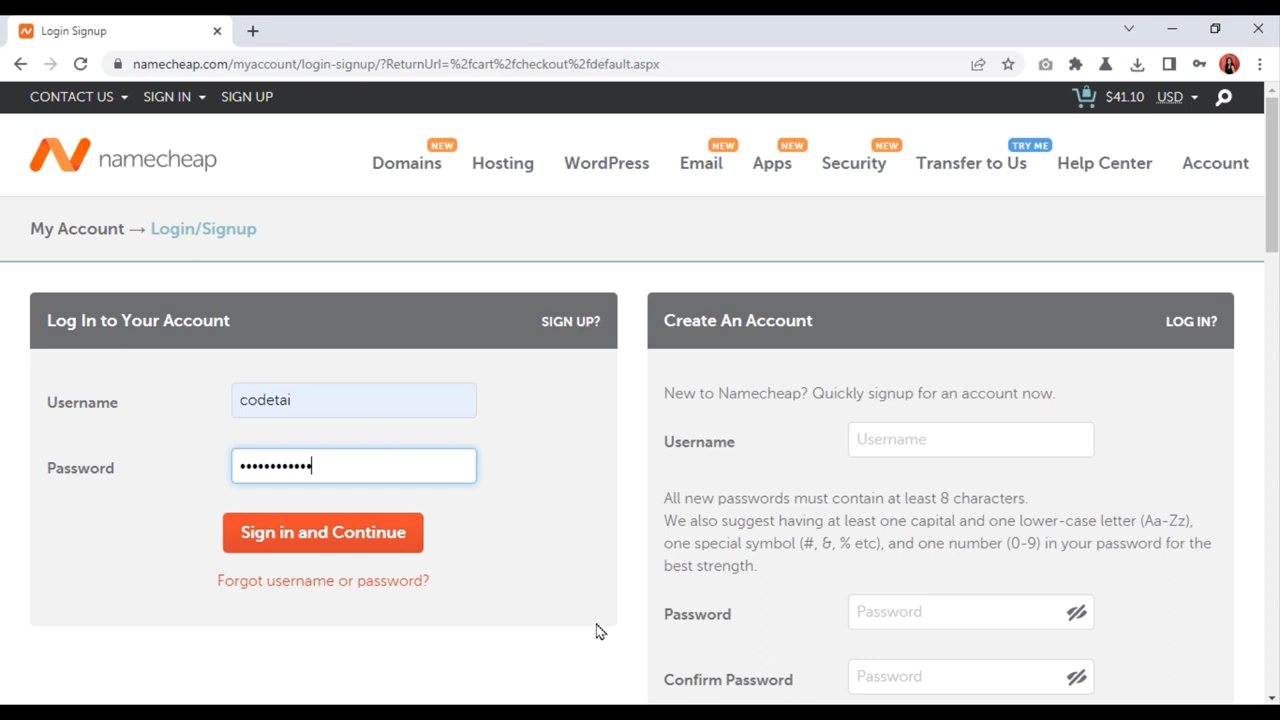 Login Signup
namecheap.com/myaccount/login-signup/?ReturnUrl=%2fcart%2fcheckout%2fdefault.aspx
CONTACT US SIGN IN SIGN UP $41.10 USD
NEW NEW NEW NEW TRY ME
namecheap Domains Hosting WordPress Email Apps Security Transfer to Us Help Center Account
My Account → Login/Signup
Log In to Your Account SIGN UP?
Username codetai
Password ••••••••••••
Sign in and Continue
Forgot username or password?
Create An Account LOG IN?
New to Namecheap? Quickly signup for an account now.
Username Username
All new passwords must contain at least 8 characters.
We also suggest having at least one capital and one lower-case letter (Aa-Zz),
one special symbol (#, &, % etc), and one number (0-9) in your password for the
best strength.
Password Password
Confirm Password Password